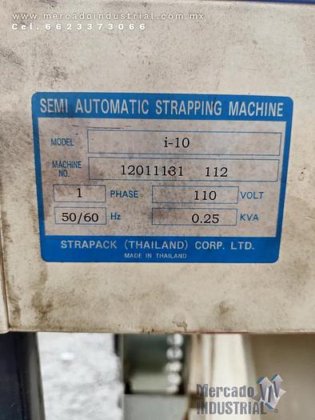 www.mercadoindustrial.com.mx
Cel. 6623373066
SEMI AUTOMATIC STRAPPING MACHINE
MODEL i-10
MACHINE NO. 12011131 112
1 PHASE 110 VOLT
50/60 Hz 0.25 KVA
STRAPACK (THAILAND) CORP. LTD.
MADE IN THAILAND
Mercado
INDUSTRIAL